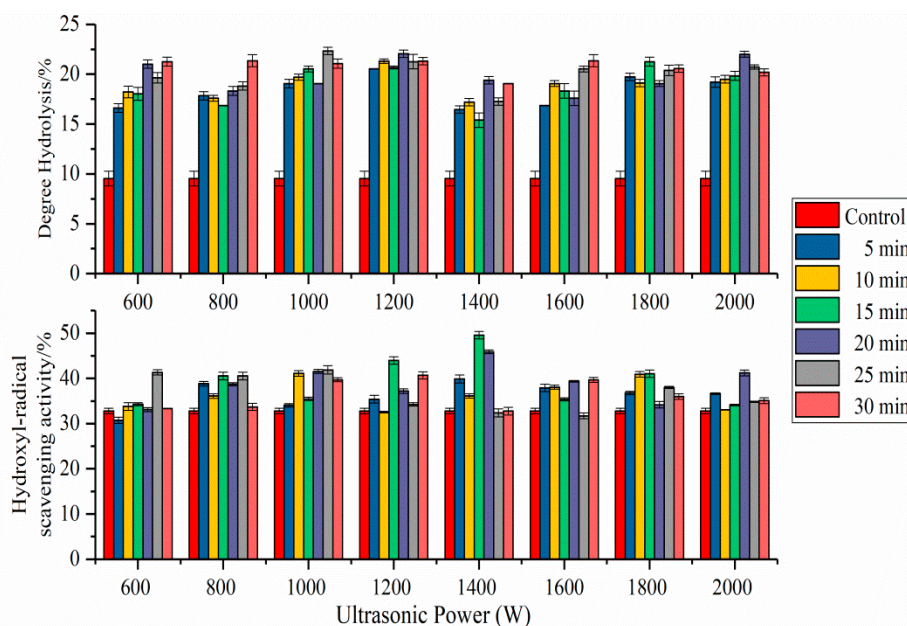 Degree Hydrolysis/%
25
20
15
10
5
0
600 800 1000 1200 1400 1600 1800 2000
Hydroxyl-radical
scavenging activity/%
50
40
30
20
10
0
600 800 1000 1200 1400 1600 1800 2000
Ultrasonic Power (W)
Control
5 min
10 min
15 min
20 min
25 min
30 min